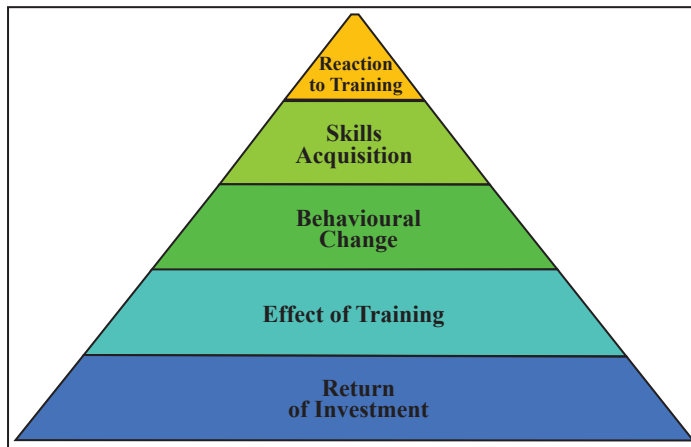 Reaction
to Training
Skills
Acquisition
Behavioural
Change
Effect of Training
Return
of Investment